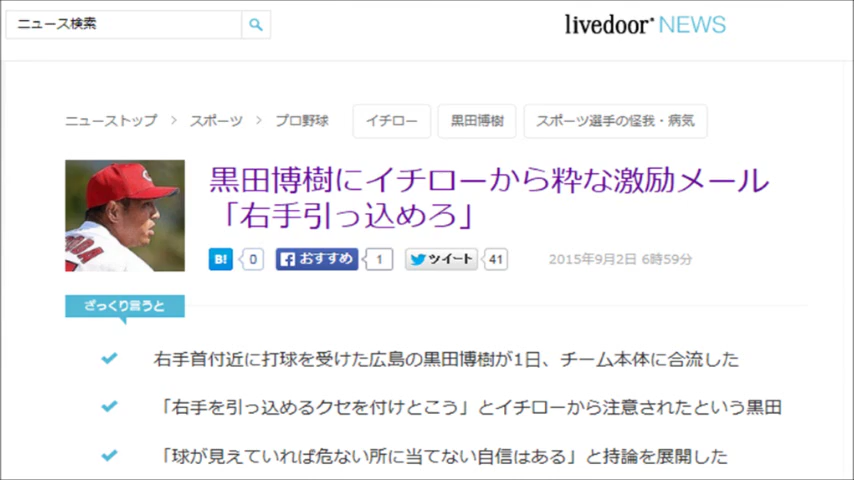 ニュース検索
livedoor NEWS
ニューストップ > スポーツ > プロ野球 イチロー 黒田博樹 スポーツ選手の怪我・病気
黒田博樹にイチローから粋な激励メール
「右手引っ込めろ」
B! 0 おすすめ 1 ツイート 41 2015年9月2日 6時59分
ざっくり言うと
右手首付近に打球を受けた広島の黒田博樹が1日、チーム本体に合流した
「右手を引っ込めるクセを付けとこう」とイチローから注意されたという黒田
「球が見えていれば危ない所に当てない自信はある」と持論を展開した